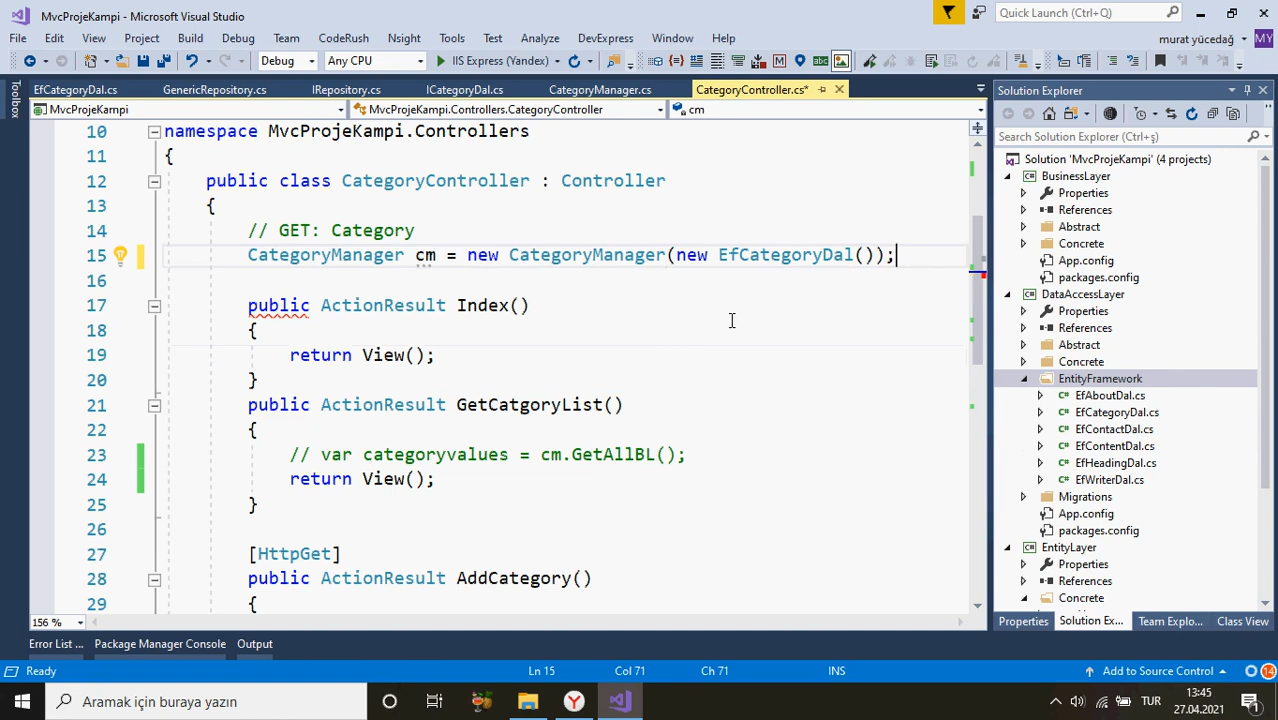 MvcProjeKampi - Microsoft Visual Studio
Quick Launch (Ctrl+Q)
File Edit View Project Build Debug Team CodeRush Nsight Tools Test Analyze DevExpress Window Help
murat yücedağ MY
Debug Any CPU IIS Express (Yandex)
abc
Toolbox
EfCategoryDal.cs GenericRepository.cs IRepository.cs ICategoryDal.cs CategoryManager.cs CategoryController.cs*
MvcProjeKampi MvcProjeKampi.Controllers.CategoryController cm
10 namespace MvcProjeKampi.Controllers
11 {
12 public class CategoryController : Controller
13 {
14 // GET: Category
15 CategoryManager cm = new CategoryManager(new EfCategoryDal());
16
17 public ActionResult Index()
18 {
19 return View();
20 }
21 public ActionResult GetCatgoryList()
22 {
23 // var categoryvalues = cm.GetAllBL();
24 return View();
25 }
26
27 [HttpGet]
28 public ActionResult AddCategory()
29 {
156 %
Solution Explorer
Search Solution Explorer (Ctrl+ş)
Solution 'MvcProjeKampi' (4 projects)
BusinessLayer
Properties
References
Abstract
Concrete
App.config
packages.config
DataAccessLayer
Properties
References
Abstract
Concrete
EntityFramework
EfAboutDal.cs
EfCategoryDal.cs
EfContactDal.cs
EfContentDal.cs
EfHeadingDal.cs
EfWriterDal.cs
Migrations
App.config
packages.config
EntityLayer
Properties
References
Concrete
Properties Solution Ex... Team Explo... Class View
Error List ... Package Manager Console Output
Ready Ln 15 Col 71 Ch 71 INS Add to Source Control 14
Aramak için buraya yazın
TUR 13:45
27.04.2021 1